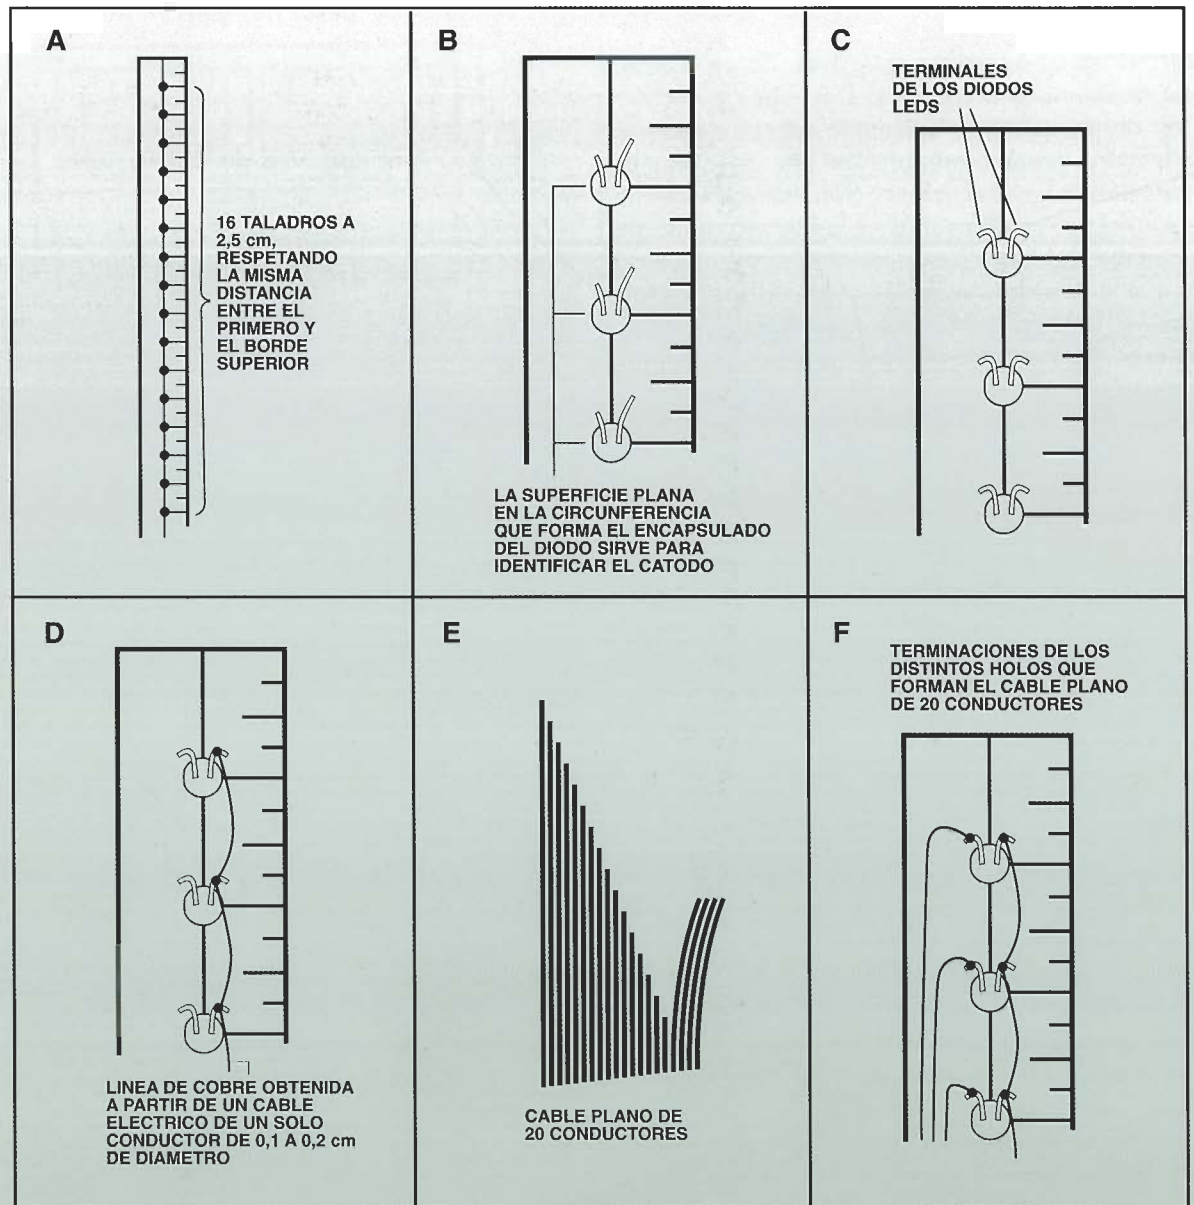 A
16 TALADROS A
2,5 cm,
RESPETANDO
LA MISMA
DISTANCIA
ENTRE EL
PRIMERO Y
EL BORDE
SUPERIOR
B
LA SUPERFICIE PLANA
EN LA CIRCUNFERENCIA
QUE FORMA EL ENCAPSULADO
DEL DIODO SIRVE PARA
IDENTIFICAR EL CATODO
C
TERMINALES
DE LOS DIODOS
LEDS
D
LINEA DE COBRE OBTENIDA
A PARTIR DE UN CABLE
ELECTRICO DE UN SOLO
CONDUCTOR DE 0,1 A 0,2 cm
DE DIAMETRO
E
CABLE PLANO DE
20 CONDUCTORES
F
TERMINACIONES DE LOS
DISTINTOS HOLOS QUE
FORMAN EL CABLE PLANO
DE 20 CONDUCTORES